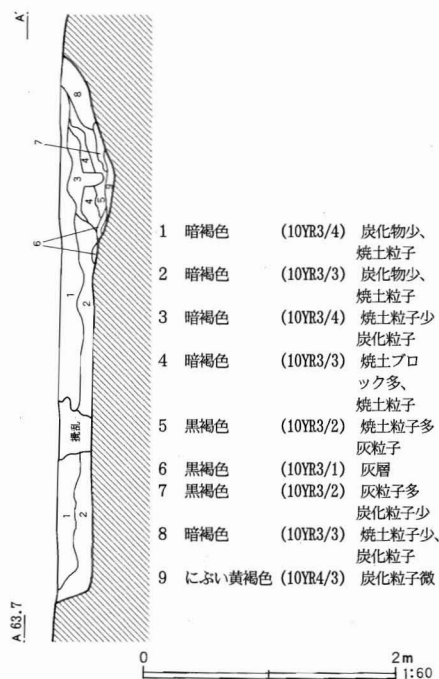 A'
8
7
4
3
4
5
9
6
1
2
撹乱
1
2
A 63.7
1 暗褐色 (10YR3/4) 炭化物少、
焼土粒子
2 暗褐色 (10YR3/3) 炭化物少、
焼土粒子
3 暗褐色 (10YR3/4) 焼土粒子少
炭化粒子
4 暗褐色 (10YR3/3) 焼土ブロ
ック多、
焼土粒子
5 黒褐色 (10YR3/2) 焼土粒子多
灰粒子
6 黒褐色 (10YR3/1) 灰層
7 黒褐色 (10YR3/2) 灰粒子多
炭化粒子少
8 暗褐色 (10YR3/3) 焼土粒子少、
炭化粒子
9 にぶい黄褐色 (10YR4/3) 炭化粒子微
0 2m
1:60